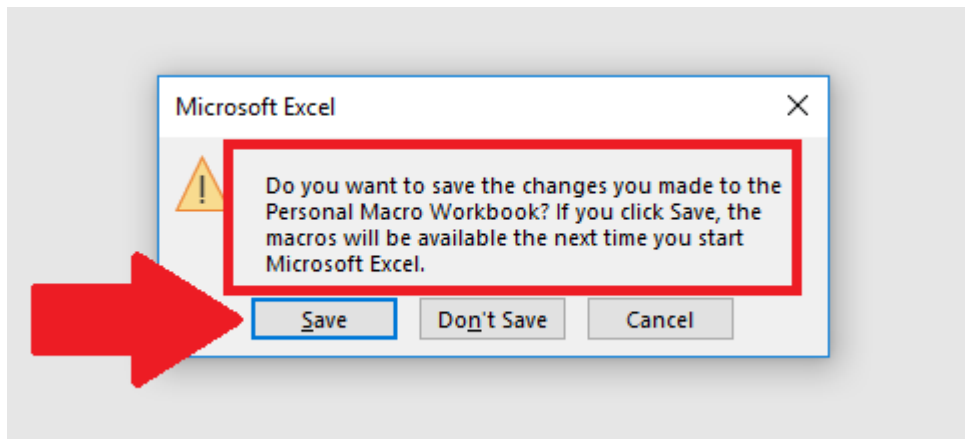 Microsoft Excel
Do you want to save the changes you made to the
Personal Macro Workbook? If you click Save, the
macros will be available the next time you start
Microsoft Excel.
Save Don't Save Cancel